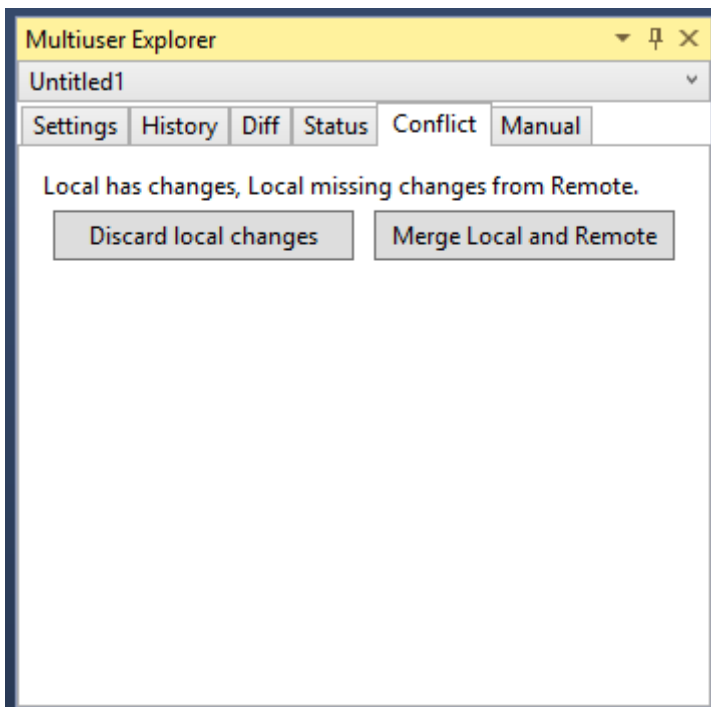 Multiuser Explorer
Untitled1
Settings History Diff Status Conflict Manual
Local has changes, Local missing changes from Remote.
Discard local changes Merge Local and Remote